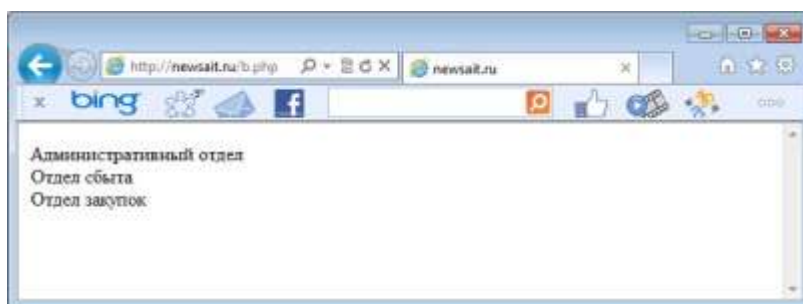 http://newsait.ru/b.php
newsait.ru
bing
Административный отдел
Отдел сбыта
Отдел закупок